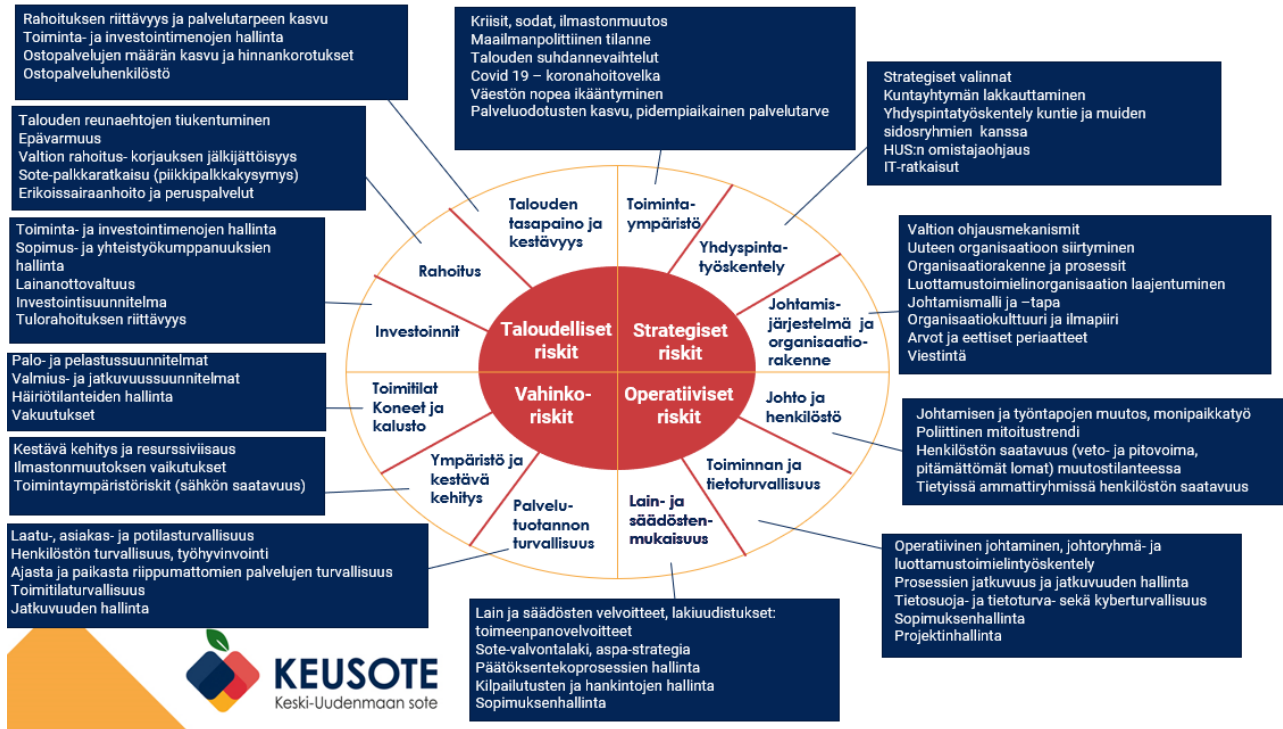 Rahoituksen riittävyys ja palvelutarpeen kasvu
Toiminta- ja investointimenojen hallinta
Ostopalvelujen määrän kasvu ja hinnankorotukset
Ostopalveluhenkilöstö
Kriisit, sodat, ilmastonmuutos
Maailmanpoliittinen tilanne
Talouden suhdannevaihtelut
Covid 19 – koronahoitovelka
Väestön nopea ikääntyminen
Palveluodotusten kasvu, pidempiaikainen palvelutarve
Strategiset valinnat
Kuntayhtymän lakkauttaminen
Yhdyspintatyöskentely kuntie ja muiden
sidosryhmien kanssa
HUS:n omistajaohjaus
IT-ratkaisut
Talouden reunaehtojen tiukentuminen
Epävarmuus
Valtion rahoitus- korjauksen jälkijättöisyys
Sote-palkkaratkaisu (piikkipalkkakysymys)
Erikoissairaanhoito ja peruspalvelut
Toiminta- ja investointimenojen hallinta
Sopimus- ja yhteistyökumppanuuksien
hallinta
Lainanottovaltuus
Investointisuunnitelma
Tulorahoituksen riittävyys
Valtion ohjausmekanismit
Uuteen organisaatioon siirtyminen
Organisaatiorakenne ja prosessit
Luottamustoimielinorganisaation laajentuminen
Johtamismalli ja –tapa
Organisaatiokulttuuri ja ilmapiiri
Arvot ja eettiset periaatteet
Viestintä
Talouden
tasapaino ja
kestävyys
Toiminta-
ympäristö
Rahoitus
Yhdyspinta-
työskentely
Investoinnit
Taloudelliset
riskit
Strategiset
riskit
Johtamis-
järjestelmä ja
organisaatio-
rakenne
Toimitilat
Koneet ja
kalusto
Vahinko-
riskit
Operatiiviset
riskit
Johto ja
henkilöstö
Ympäristö ja
kestävä
kehitys
Palvelu-
tuotannon
turvallisuus
Lain- ja
säädösten-
mukaisuus
Toiminnan ja
tietoturvallisuus
Palo- ja pelastussuunnitelmat
Valmius- ja jatkuvuussuunnitelmat
Häiriötilanteiden hallinta
Vakuutukset
Kestävä kehitys ja resurssiviisaus
Ilmastonmuutoksen vaikutukset
Toimintaympäristöriskit (sähkön saatavuus)
Johtamisen ja työntapojen muutos, monipaikkatyö
Poliittinen mitoitustrendi
Henkilöstön saatavuus (veto- ja pitovoima,
pitämättömät lomat) muutostilanteessa
Tietyissä ammattiryhmissä henkilöstön saatavuus
Laatu-, asiakas- ja potilasturvallisuus
Henkilöstön turvallisuus, työhyvinvointi
Ajasta ja paikasta riippumattomien palvelujen turvallisuus
Toimitilaturvallisuus
Jatkuvuuden hallinta
Operatiivinen johtaminen, johtoryhmä- ja
luottamustoimielintyöskentely
Prosessien jatkuvuus ja jatkuvuuden hallinta
Tietosuoja- ja tietoturva- sekä kyberturvallisuus
Sopimuksenhallinta
Projektinhallinta
Lain ja säädösten velvoitteet, lakiuudistukset:
toimeenpanovelvoitteet
Sote-valvontalaki, aspa-strategia
Päätöksentekoprosessien hallinta
Kilpailutusten ja hankintojen hallinta
Sopimuksenhallinta
KEUSOTE
Keski-Uudenmaan sote